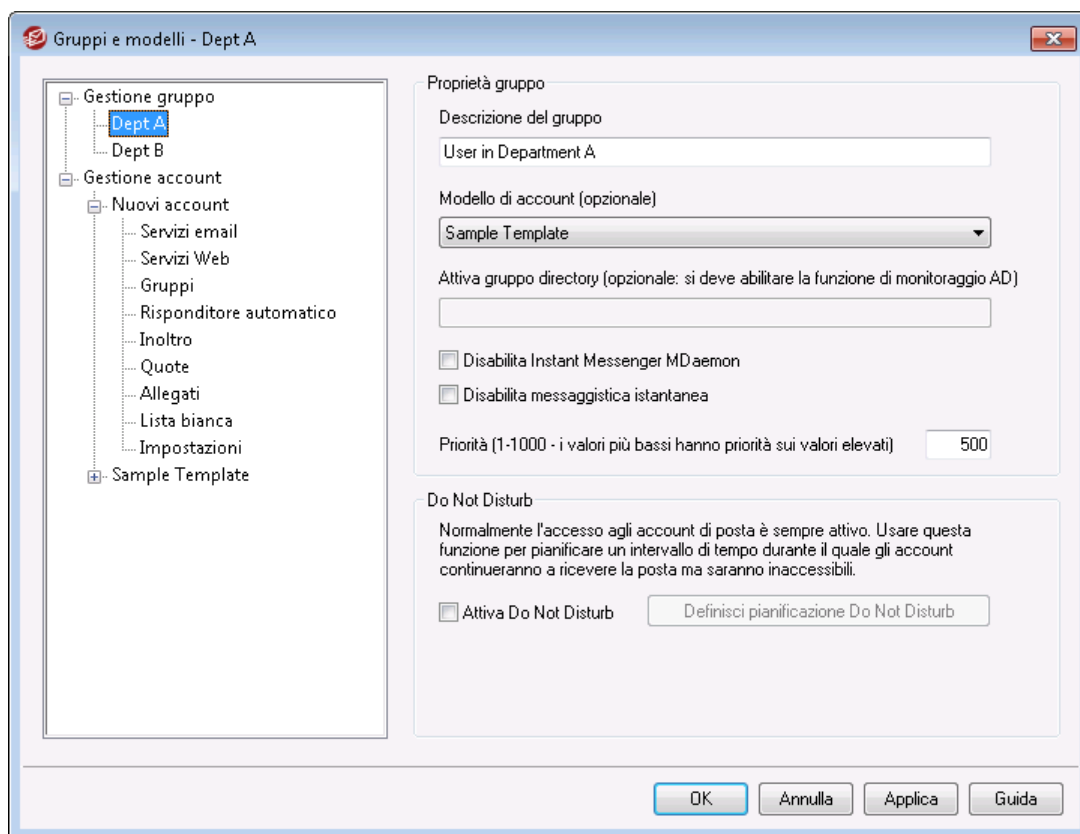 Gruppi e modelli - Dept A
Gestione gruppo
Dept A
Dept B
Gestione account
Nuovi account
Servizi email
Servizi Web
Gruppi
Risponditore automatico
Inoltro
Quote
Allegati
Lista bianca
Impostazioni
Sample Template
Proprietà gruppo
Descrizione del gruppo
User in Department A
Modello di account (opzionale)
Sample Template
Attiva gruppo directory (opzionale: si deve abilitare la funzione di monitoraggio AD)
Disabilita Instant Messenger MDaemon
Disabilita messaggistica istantanea
Priorità (1-1000 - i valori più bassi hanno priorità sui valori elevati) 500
Do Not Disturb
Normalmente l'accesso agli account di posta è sempre attivo. Usare questa
funzione per pianificare un intervallo di tempo durante il quale gli account
continueranno a ricevere la posta ma saranno inaccessibili.
Attiva Do Not Disturb Definisci pianificazione Do Not Disturb
OK Annulla Applica Guida